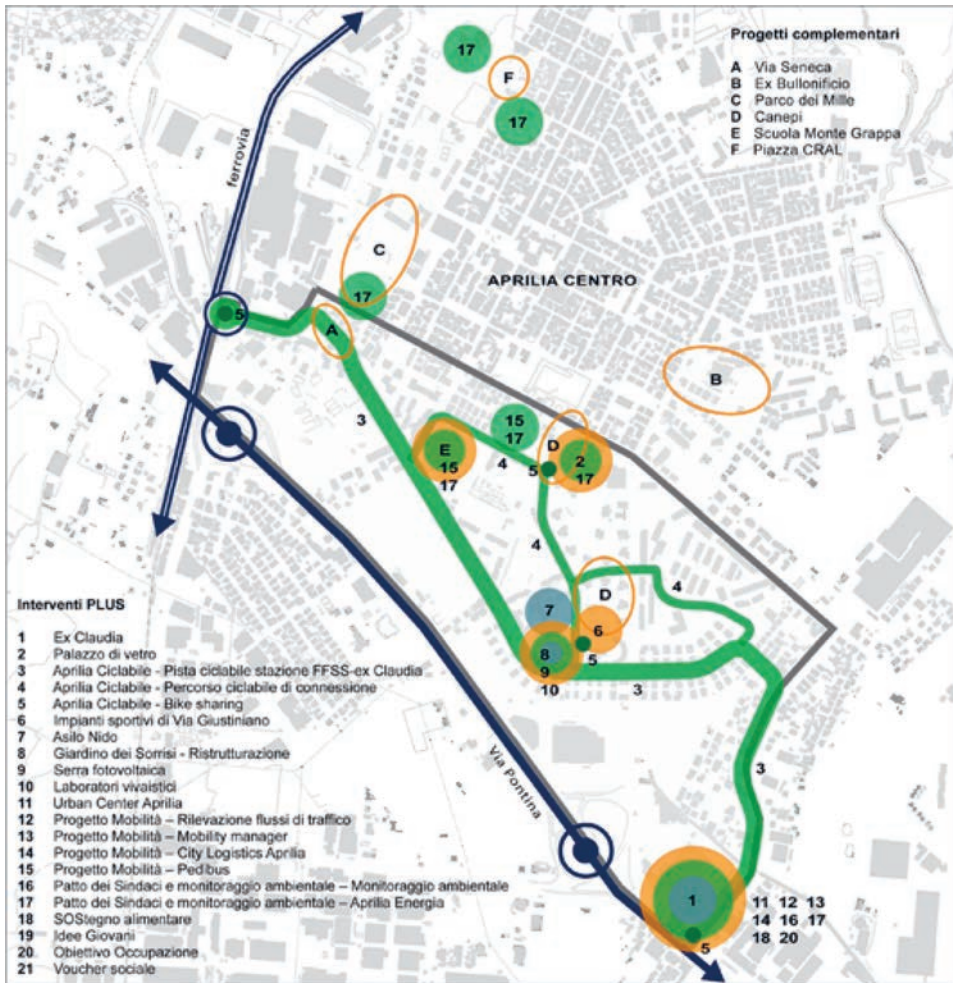 Progetti complementari
A Via Seneca
B Ex Bullonificio
C Parco dei Mille
D Canepi
E Scuola Monte Grappa
F Piazza CRAL
17
F
17
ferrovia
C
APRILIA CENTRO
17
5
A
B
3
15
17
E
15
17
4
D
5
2
17
4
4
D
7
6
8
9
10
5
3
3
Via Pontina
1
11 12 13
14 16 17
18 20
5
Interventi PLUS
1 Ex Claudia
2 Palazzo di vetro
3 Aprilia Ciclabile - Pista ciclabile stazione FFSS-ex Claudia
4 Aprilia Ciclabile - Percorso ciclabile di connessione
5 Aprilia Ciclabile - Bike sharing
6 Impianti sportivi di Via Giustiniano
7 Asilo Nido
8 Giardino dei Sorrisi - Ristrutturazione
9 Serra fotovoltaica
10 Laboratori vivaistici
11 Urban Center Aprilia
12 Progetto Mobilità – Rilevazione flussi di traffico
13 Progetto Mobilità – Mobility manager
14 Progetto Mobilità – City Logistics Aprilia
15 Progetto Mobilità – Pedibus
16 Patto dei Sindaci e monitoraggio ambientale – Monitoraggio ambientale
17 Patto dei Sindaci e monitoraggio ambientale – Aprilia Energia
18 SOStegno alimentare
19 Idee Giovani
20 Obiettivo Occupazione
21 Voucher sociale